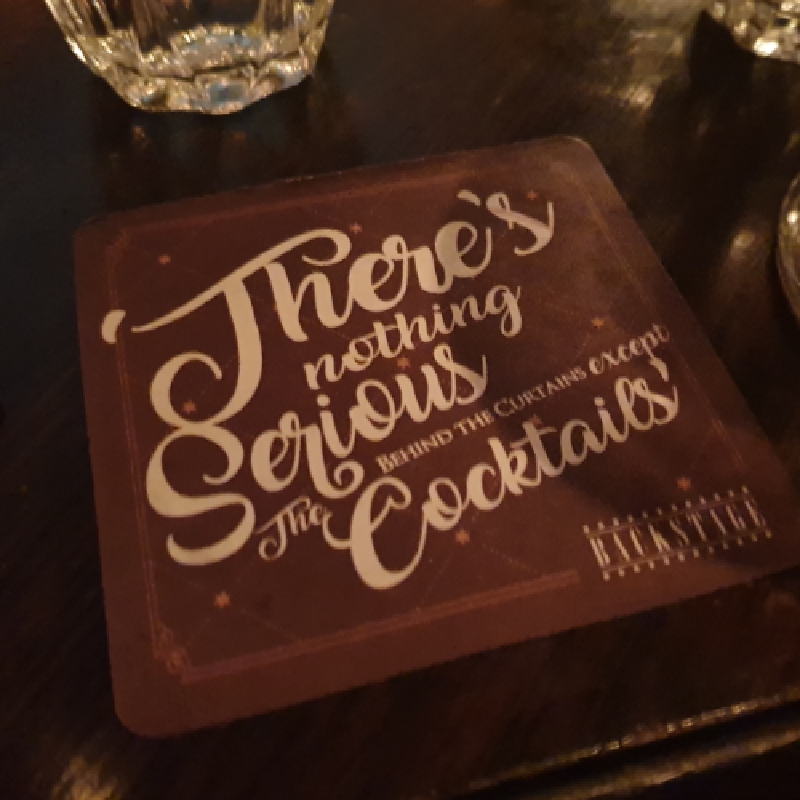 'There's
nothing
Serious
BEHIND THE CURTAINS except
The Cocktails'
BACKSTAGE